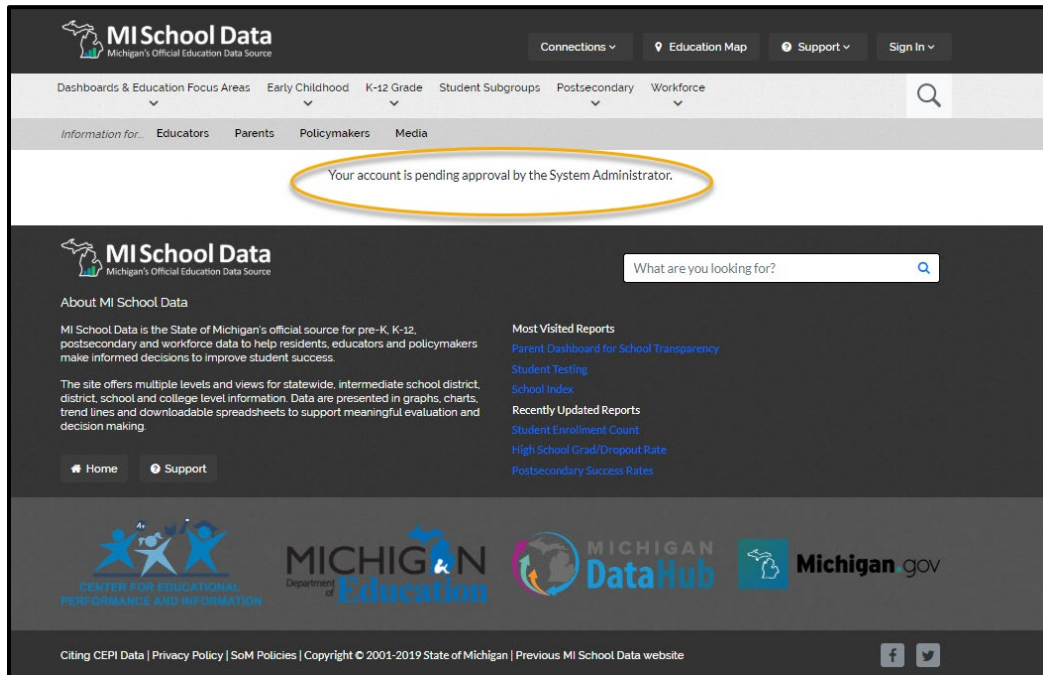 MI School Data
Michigan's Official Education Data Source
Connections
Education Map
Support
Sign In
Dashboards & Education Focus Areas
Early Childhood
K-12 Grade
Student Subgroups
Postsecondary
Workforce
Information for...
Educators
Parents
Policymakers
Media
Your account is pending approval by the System Administrator.
MI School Data
Michigan's Official Education Data Source
What are you looking for?
About MI School Data
MI School Data is the State of Michigan's official source for pre-K, K-12,
postsecondary and workforce data to help residents, educators and policymakers
make informed decisions to improve student success.
The site offers multiple levels and views for statewide, intermediate school district,
district, school and college level information. Data are presented in graphs, charts,
trend lines and downloadable spreadsheets to support meaningful evaluation and
decision making.
Home
Support
Most Visited Reports
Parent Dashboard for School Transparency
Student Testing
School Index
Recently Updated Reports
Student Enrollment Count
High School Grad/Dropout Rate
Postsecondary Success Rates
CENTER FOR EDUCATIONAL
PERFORMANCE AND INFORMATION
MICHIGAN
Department of Education
MICHIGAN
DataHub
Michigan.gov
Citing CEPI Data | Privacy Policy | SoM Policies | Copyright © 2001-2019 State of Michigan | Previous MI School Data website